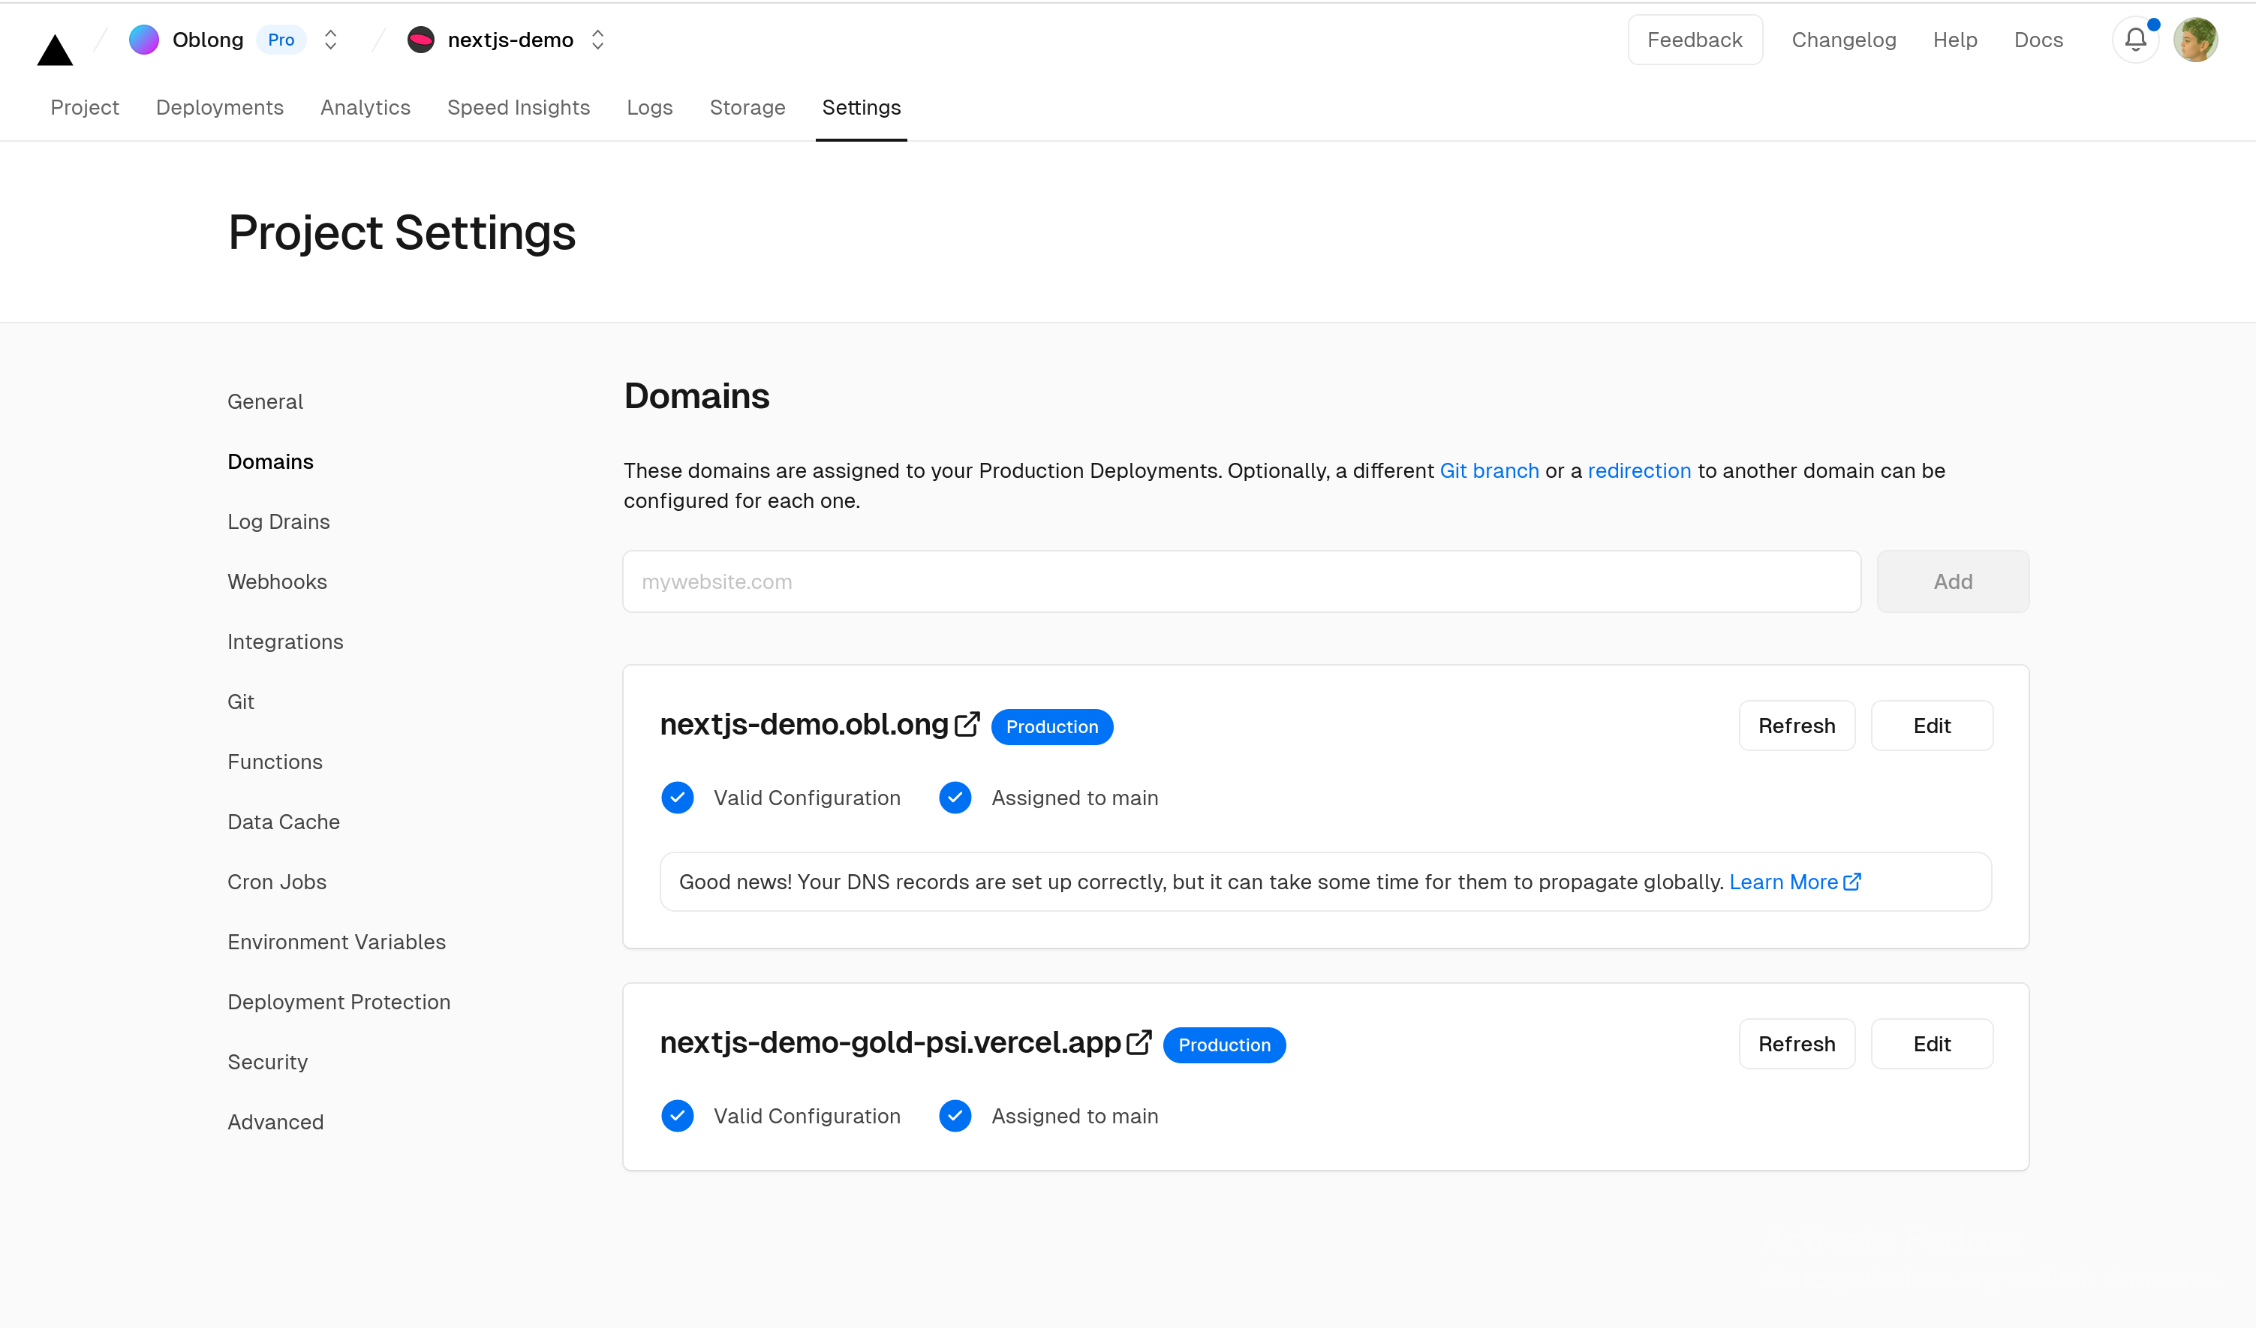 Oblong Pro nextjs-demo Feedback Changelog Help Docs
Project Deployments Analytics Speed Insights Logs Storage Settings
Project Settings
General
Domains
Log Drains
Webhooks
Integrations
Git
Functions
Data Cache
Cron Jobs
Environment Variables
Deployment Protection
Security
Advanced
Domains
These domains are assigned to your Production Deployments. Optionally, a different Git branch or a redirection to another domain can be
configured for each one.
mywebsite.com Add
nextjs-demo.obl.ong Production Refresh Edit
Valid Configuration Assigned to main
Good news! Your DNS records are set up correctly, but it can take some time for them to propagate globally. Learn More
nextjs-demo-gold-psi.vercel.app Production Refresh Edit
Valid Configuration Assigned to main